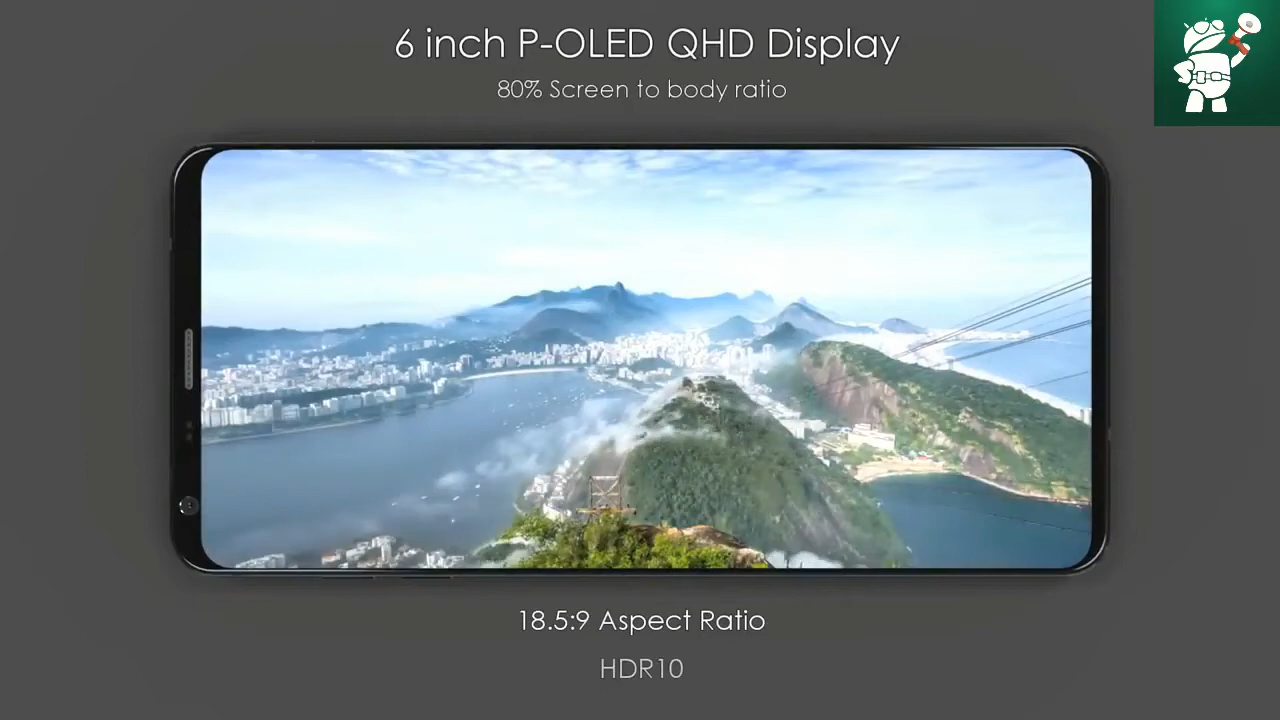 6 inch P-OLED QHD Display
80% Screen to body ratio
18.5:9 Aspect Ratio
HDR10